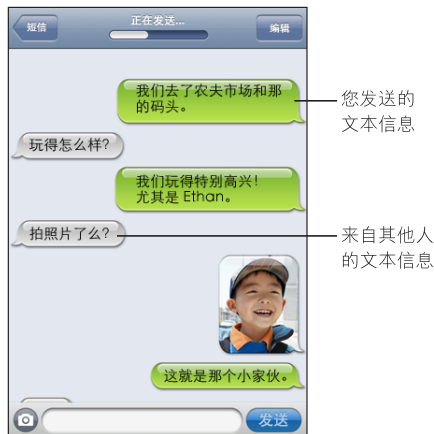 正在发送...
短信
编辑
我们去了农夫市场和那
的码头。
您发送的
文本信息
玩得怎么样?
我们玩得特别高兴!
尤其是 Ethan。
拍照片了么?
来自其他人
的文本信息
这就是那个小家伙。
发送